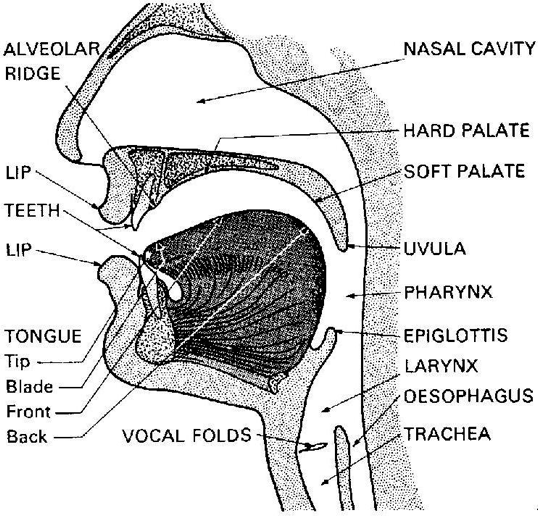 ALVEOLAR
RIDGE
LIP
TEETH
LIP
TONGUE
Tip
Blade
Front
Back
VOCAL FOLDS
NASAL CAVITY
HARD PALATE
SOFT PALATE
UVULA
PHARYNX
EPIGLOTTIS
LARYNX
OESOPHAGUS
TRACHEA